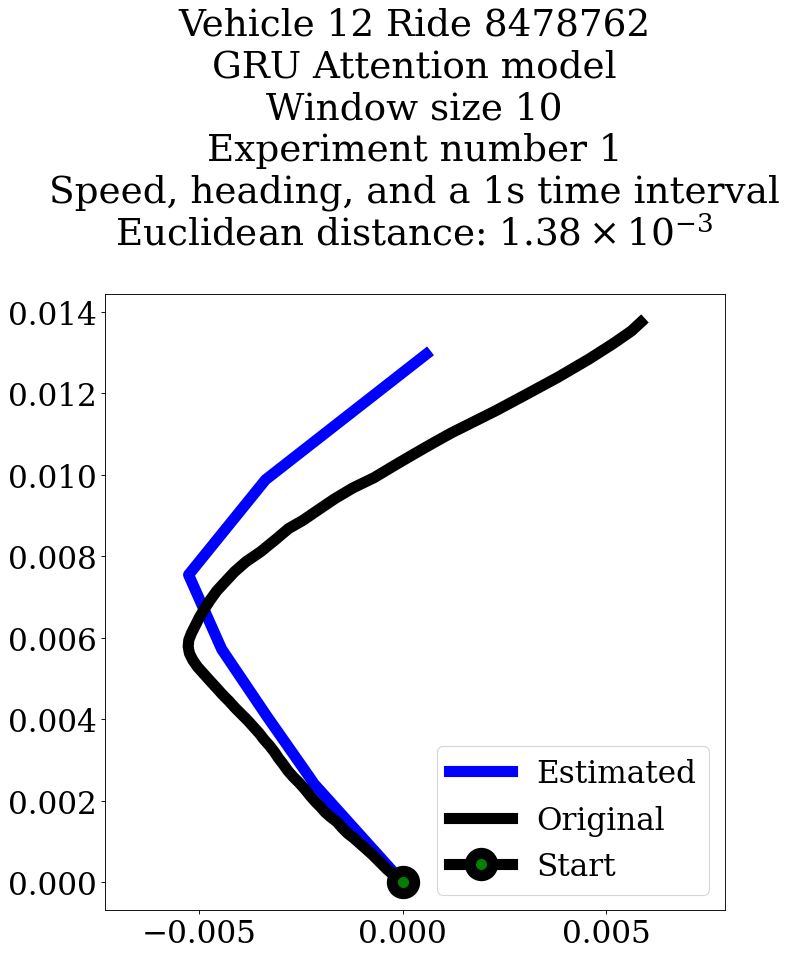 Vehicle 12 Ride 8478762
GRU Attention model
Window size 10
Experiment number 1
Speed, heading, and a 1s time interval
Euclidean distance: 1.38 × 10⁻³
0.014
0.012
0.010
0.008
0.006
0.004
0.002
0.000
Estimated
Original
Start
−0.005
0.000
0.005